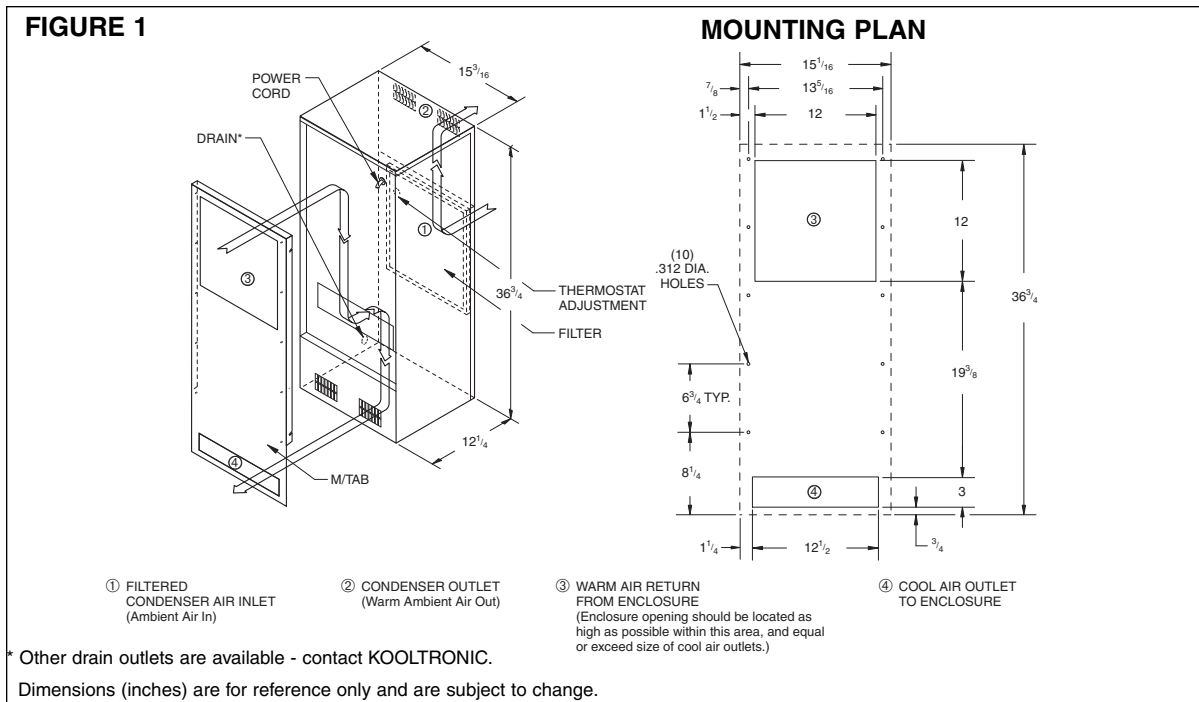 FIGURE 1
MOUNTING PLAN
15 3/16
POWER
CORD
②
DRAIN*
①
③
36 3/4
THERMOSTAT
ADJUSTMENT
FILTER
12 1/4
④
M/TAB
15 1/16
7/8
13 5/16
1 1/2
12
③
12
(10)
.312 DIA.
HOLES
36 3/4
19 3/8
6 3/4 TYP.
8 1/4
④
3
3/4
1 1/4
12 1/2
① FILTERED
CONDENSER AIR INLET
(Ambient Air In)
② CONDENSER OUTLET
(Warm Ambient Air Out)
③ WARM AIR RETURN
FROM ENCLOSURE
(Enclosure opening should be located as
high as possible within this area, and equal
or exceed size of cool air outlets.)
④ COOL AIR OUTLET
TO ENCLOSURE
* Other drain outlets are available - contact KOOLTRONIC.
Dimensions (inches) are for reference only and are subject to change.